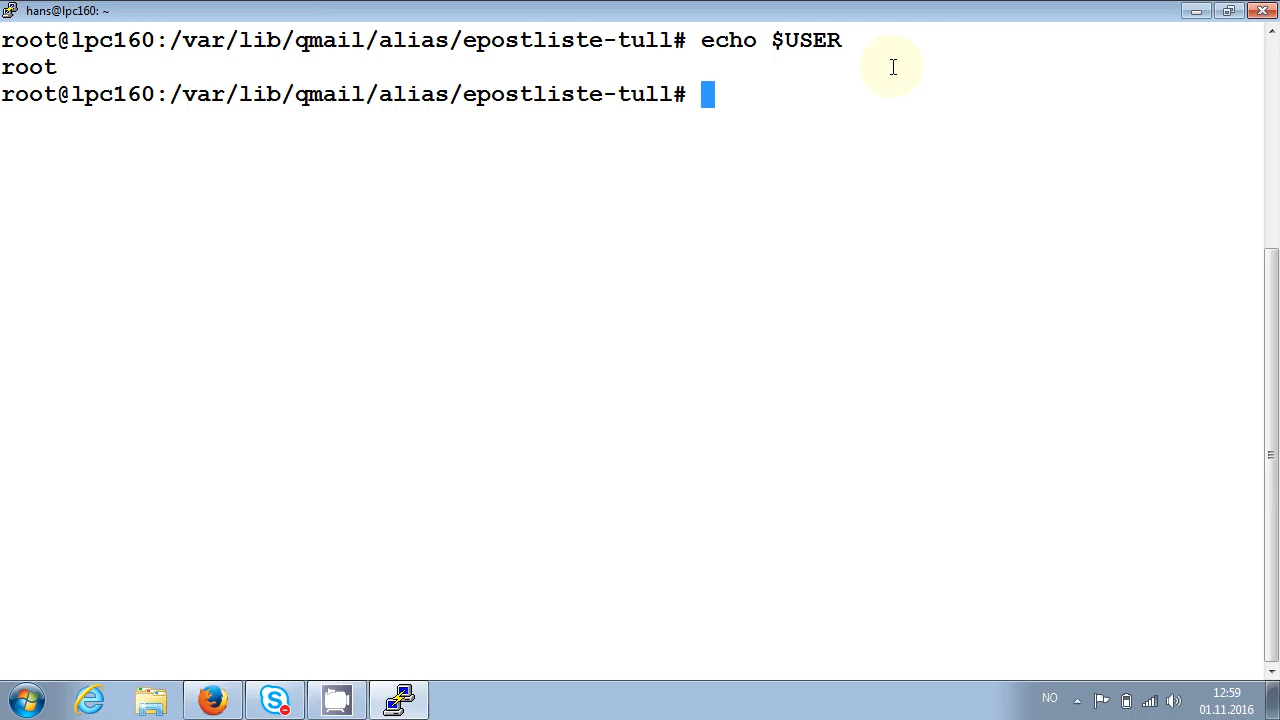 hans@lpc160: ~
root@lpc160:/var/lib/qmail/alias/epostliste-tull# echo $USER
root
root@lpc160:/var/lib/qmail/alias/epostliste-tull#
NO
12:59
01.11.2016